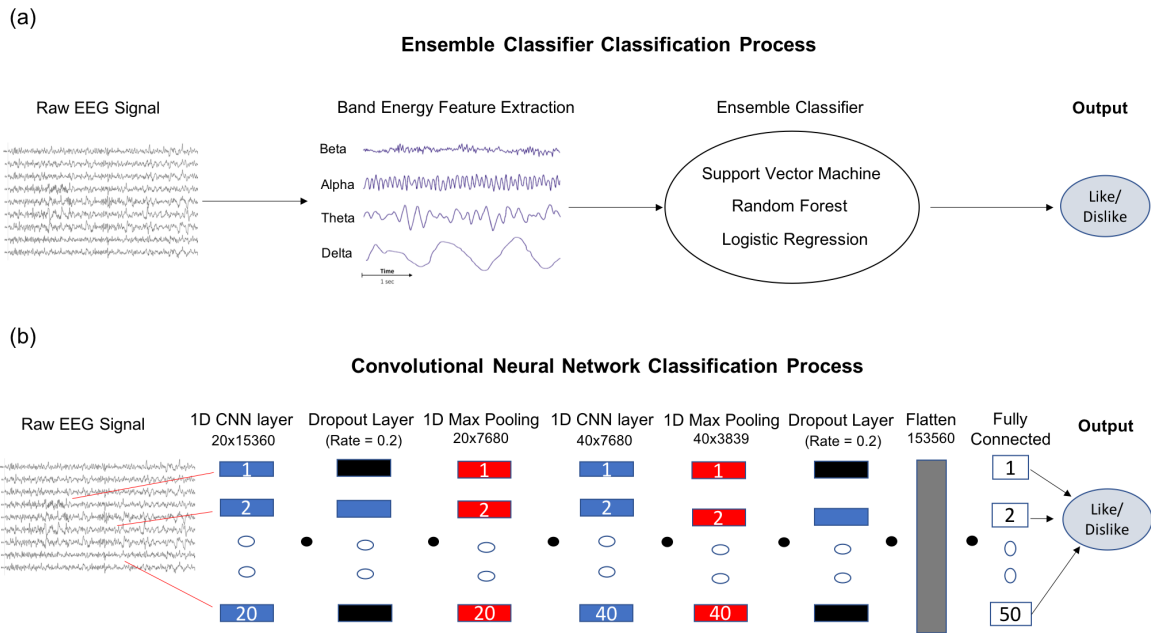 (a)
Ensemble Classifier Classification Process
Raw EEG Signal
Band Energy Feature Extraction
Ensemble Classifier
Output
Beta
Alpha
Theta
Delta
Time
1 sec
Support Vector Machine
Random Forest
Logistic Regression
Like/
Dislike
(b)
Convolutional Neural Network Classification Process
Raw EEG Signal
1D CNN layer
20x15360
Dropout Layer
(Rate = 0.2)
1D Max Pooling
20x7680
1D CNN layer
40x7680
1D Max Pooling
40x3839
Dropout Layer
(Rate = 0.2)
Flatten
153560
Fully
Connected
Output
1
1
1
1
1
2
2
2
2
2
20
20
40
40
50
Like/
Dislike